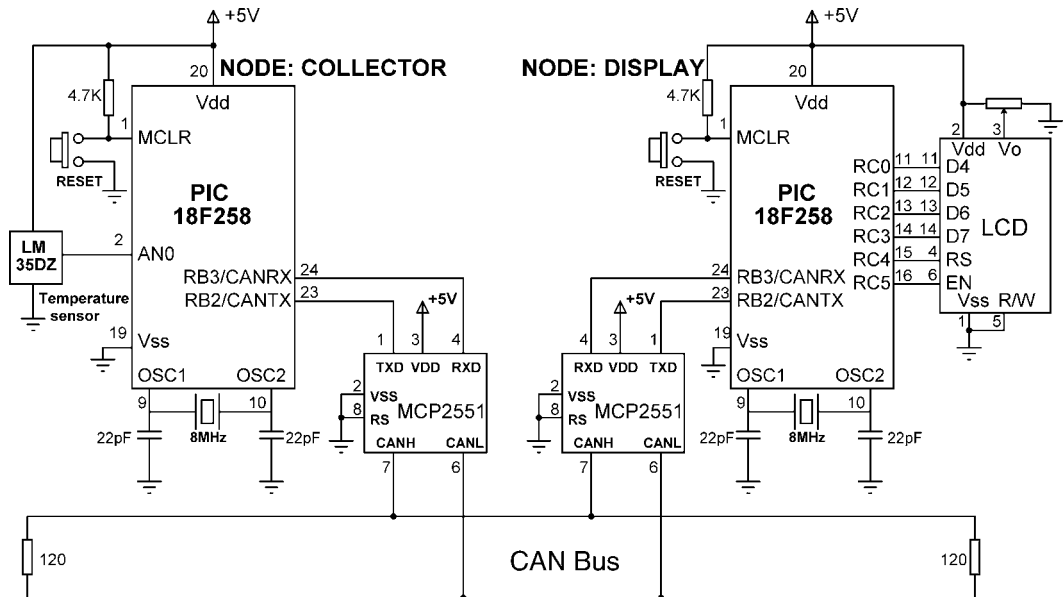 +5V
+5V
20
NODE: COLLECTOR
NODE: DISPLAY
20
4.7K
Vdd
4.7K
Vdd
1
MCLR
1
MCLR
2
3
Vdd
Vo
RESET
RESET
PIC
18F258
PIC
18F258
RC0 11 11 D4
RC1 12 12 D5
RC2 13 13 D6
RC3 14 14 D7
RC4 15 4 RS
RC5 16 6 EN
LCD
LM
35DZ
2
AN0
RB3/CANRX
24
RB2/CANTX
23
24
RB3/CANRX
23
RB2/CANTX
Temperature
sensor
+5V
+5V
Vss R/W
1
5
19
Vss
1
3
4
4
3
1
19
Vss
TXD VDD RXD
RXD VDD TXD
OSC1
OSC2
OSC1
OSC2
2
VSS
8
RS
MCP2551
2
VSS
8
RS
MCP2551
9
10
9
10
22pF
8MHz
22pF
CANH
CANL
CANH
CANL
22pF
8MHz
22pF
7
6
7
6
120
CAN Bus
120